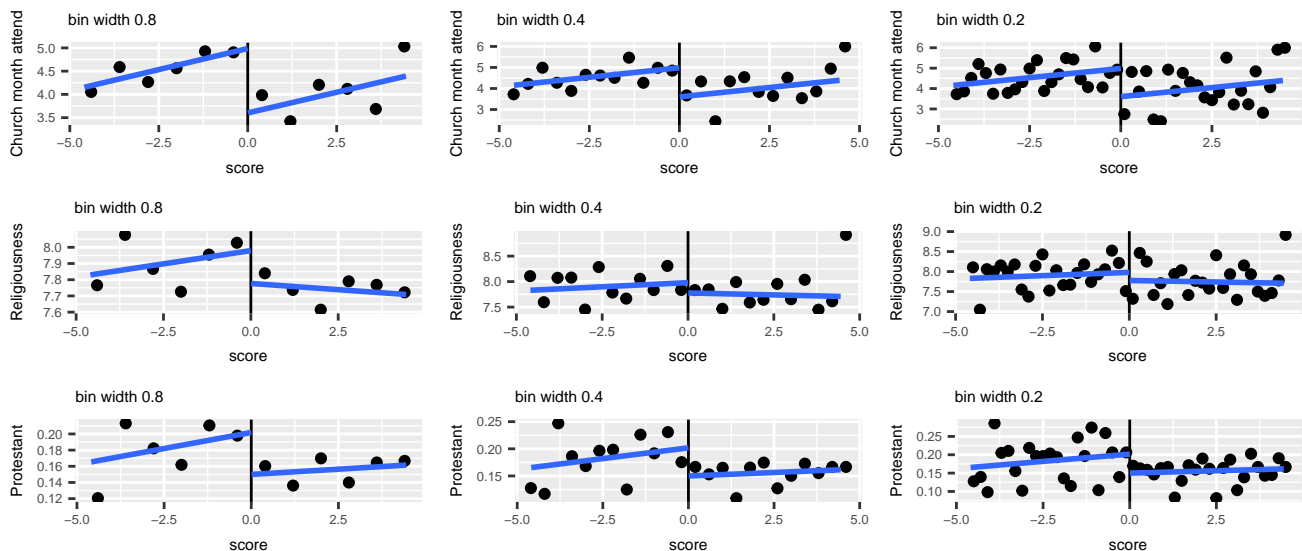 bin width 0.8
bin width 0.4
bin width 0.2
Church month attend
5.0
4.5
4.0
3.5
−5.0 −2.5 0.0 2.5
score
Church month attend
6
5
4
3
−5.0 −2.5 0.0 2.5 5.0
score
Church month attend
6
5
4
3
−5.0 −2.5 0.0 2.5
score
bin width 0.8
bin width 0.4
bin width 0.2
Religiousness
8.0
7.9
7.8
7.7
7.6
−5.0 −2.5 0.0 2.5
score
Religiousness
8.5
8.0
7.5
−5.0 −2.5 0.0 2.5 5.0
score
Religiousness
9.0
8.5
8.0
7.5
7.0
−5.0 −2.5 0.0 2.5
score
bin width 0.8
bin width 0.4
bin width 0.2
Protestant
0.20
0.18
0.16
0.14
0.12
−5.0 −2.5 0.0 2.5
score
Protestant
0.25
0.20
0.15
−5.0 −2.5 0.0 2.5 5.0
score
Protestant
0.25
0.20
0.15
0.10
−5.0 −2.5 0.0 2.5
score